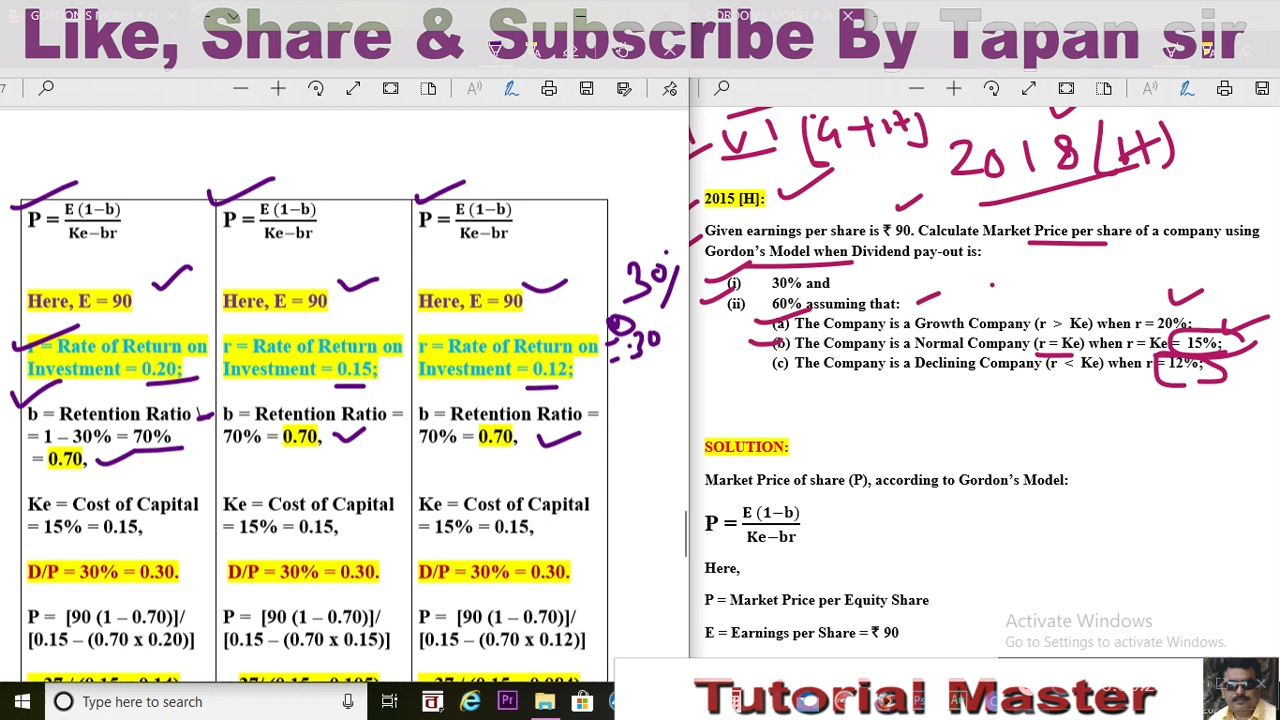 GORDON'S MODEL # 20
GORDON'S MODEL # 20
Like, Share & Subscribe By Tapan sir
P = E (1−b)
Ke−br
Here, E = 90
r = Rate of Return on
Investment = 0.20;
b = Retention Ratio
= 1 – 30% = 70%
= 0.70,
Ke = Cost of Capital
= 15% = 0.15,
D/P = 30% = 0.30.
P = [90 (1 – 0.70)]/
[0.15 – (0.70 x 0.20)]
P = E (1−b)
Ke−br
Here, E = 90
r = Rate of Return on
Investment = 0.15;
b = Retention Ratio =
70% = 0.70,
Ke = Cost of Capital
= 15% = 0.15,
D/P = 30% = 0.30.
P = [90 (1 – 0.70)]/
[0.15 – (0.70 x 0.15)]
P = E (1−b)
Ke−br
Here, E = 90
r = Rate of Return on
Investment = 0.12;
b = Retention Ratio =
70% = 0.70,
Ke = Cost of Capital
= 15% = 0.15,
D/P = 30% = 0.30.
P = [90 (1 – 0.70)]/
[0.15 – (0.70 x 0.12)]
30%
VI [G+H] 2018(H)
2015 [H]:
Given earnings per share is ₹ 90. Calculate Market Price per share of a company using
Gordon's Model when Dividend pay-out is:
(i) 30% and
(ii) 60% assuming that:
(a) The Company is a Growth Company (r > Ke) when r = 20%;
(b) The Company is a Normal Company (r = Ke) when r = Ke = 15%;
(c) The Company is a Declining Company (r < Ke) when r = 12%;
SOLUTION:
Market Price of share (P), according to Gordon's Model:
P = E (1−b)
Ke−br
Here,
P = Market Price per Equity Share
E = Earnings per Share = ₹ 90
Activate Windows
Go to Settings to activate Windows.
Type here to search
Tutorial Master